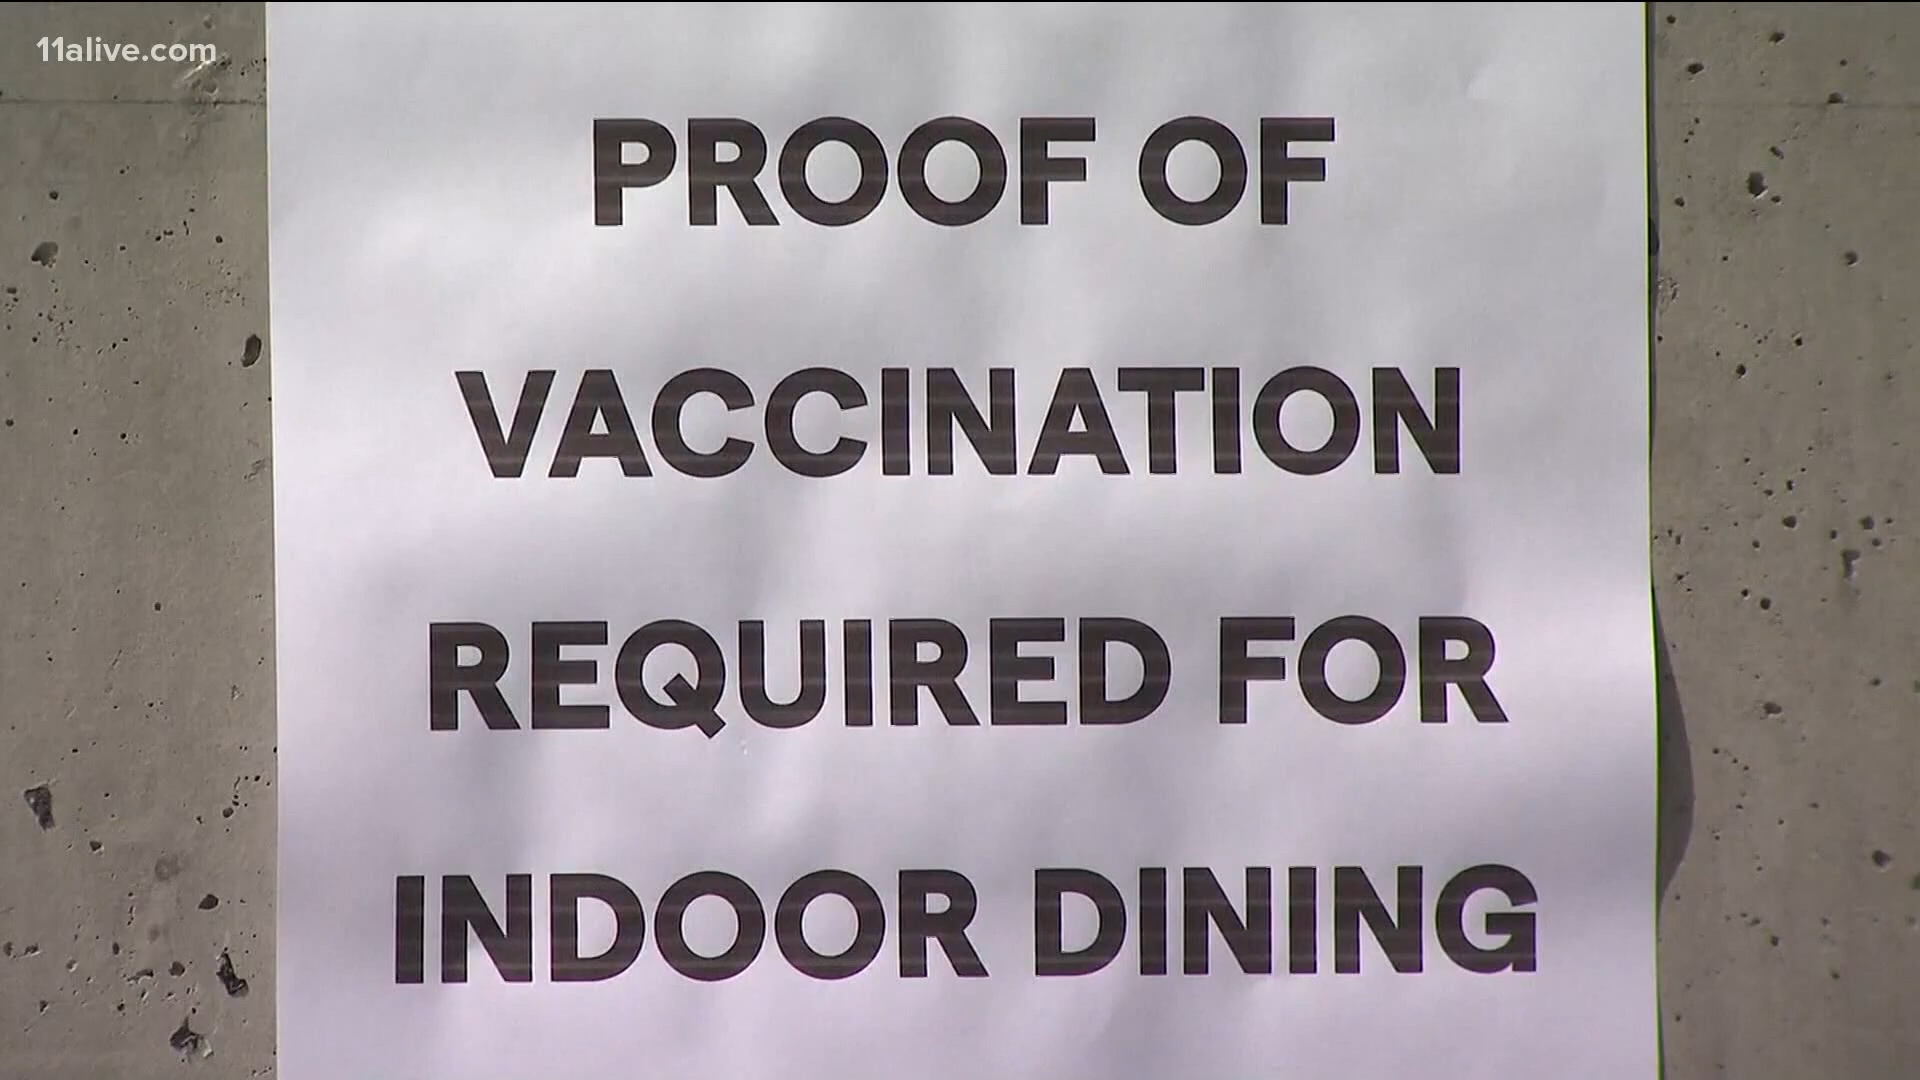 11alive.com
PROOF OF
VACCINATION
REQUIRED FOR
INDOOR DINING